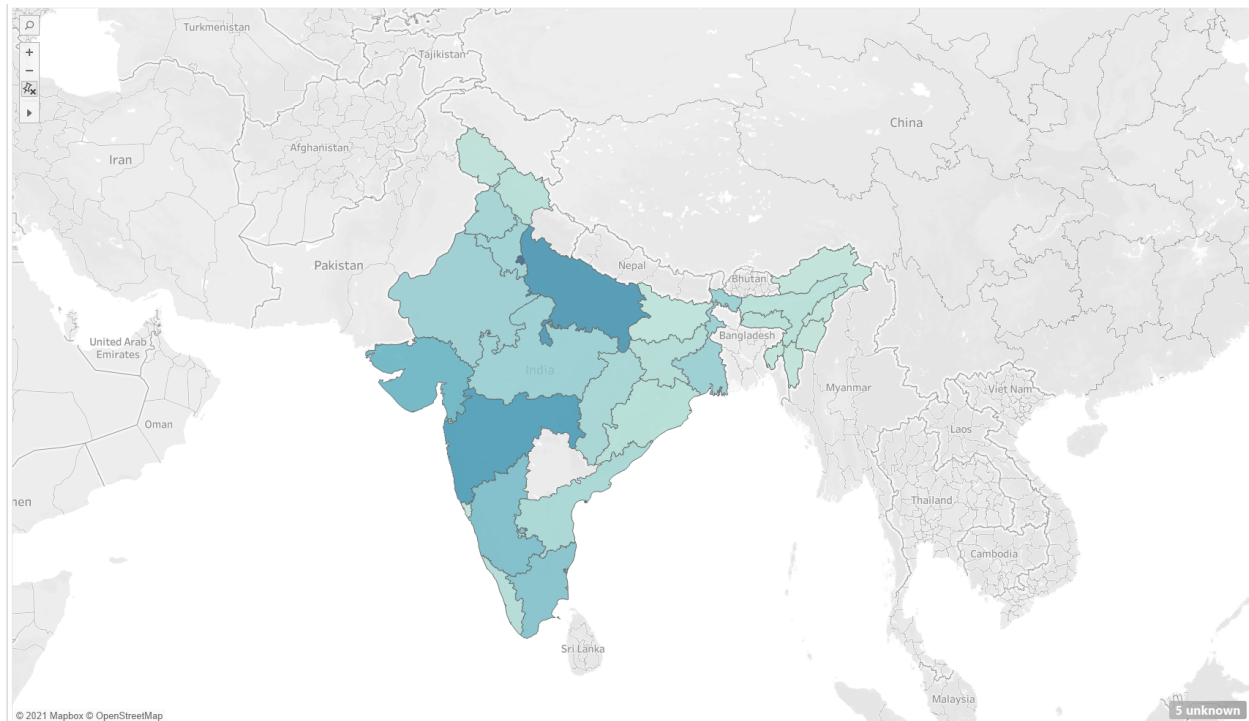 Turkmenistan
Tajikistan
China
Afghanistan
Iran
Pakistan
Nepal
Bhutan
Bangladesh
United Arab
Emirates
India
Oman
Myanmar
Viet Nam
Laos
men
Thailand
Cambodia
Sri Lanka
Malaysia
© 2021 Mapbox © OpenStreetMap
5 unknown